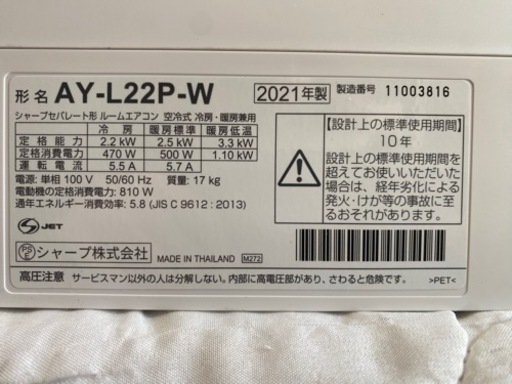 形名 AY-L22P-W 2021年製 製造番号 11003816
シャープセパレート形 ルームエアコン 空冷式 冷房・暖房兼用
冷房 暖房標準 暖房低温
定格能力 2.2 kW 2.5 kW 3.3 kW
定格消費電力 470 W 500 W 1.10 kW
運転電流 5.5 A 5.7 A
電源: 単相 100 V 50/60 Hz 質量: 17 kg
電動機の定格消費電力: 810 W
通年エネルギー消費効率: 5.8 (JIS C 9612 : 2013)
【設計上の標準使用期間】
10年
設計上の標準使用期間を
超えてお使いいただいた
場合は、経年劣化による
発火・けが等の事故に至
るおそれがあります。
S JET
PSE シャープ株式会社 MADE IN THAILAND M272
高圧注意 サービスマン以外の人は分解しない。内部に高電圧部があり、さわると危険です。 >PET<